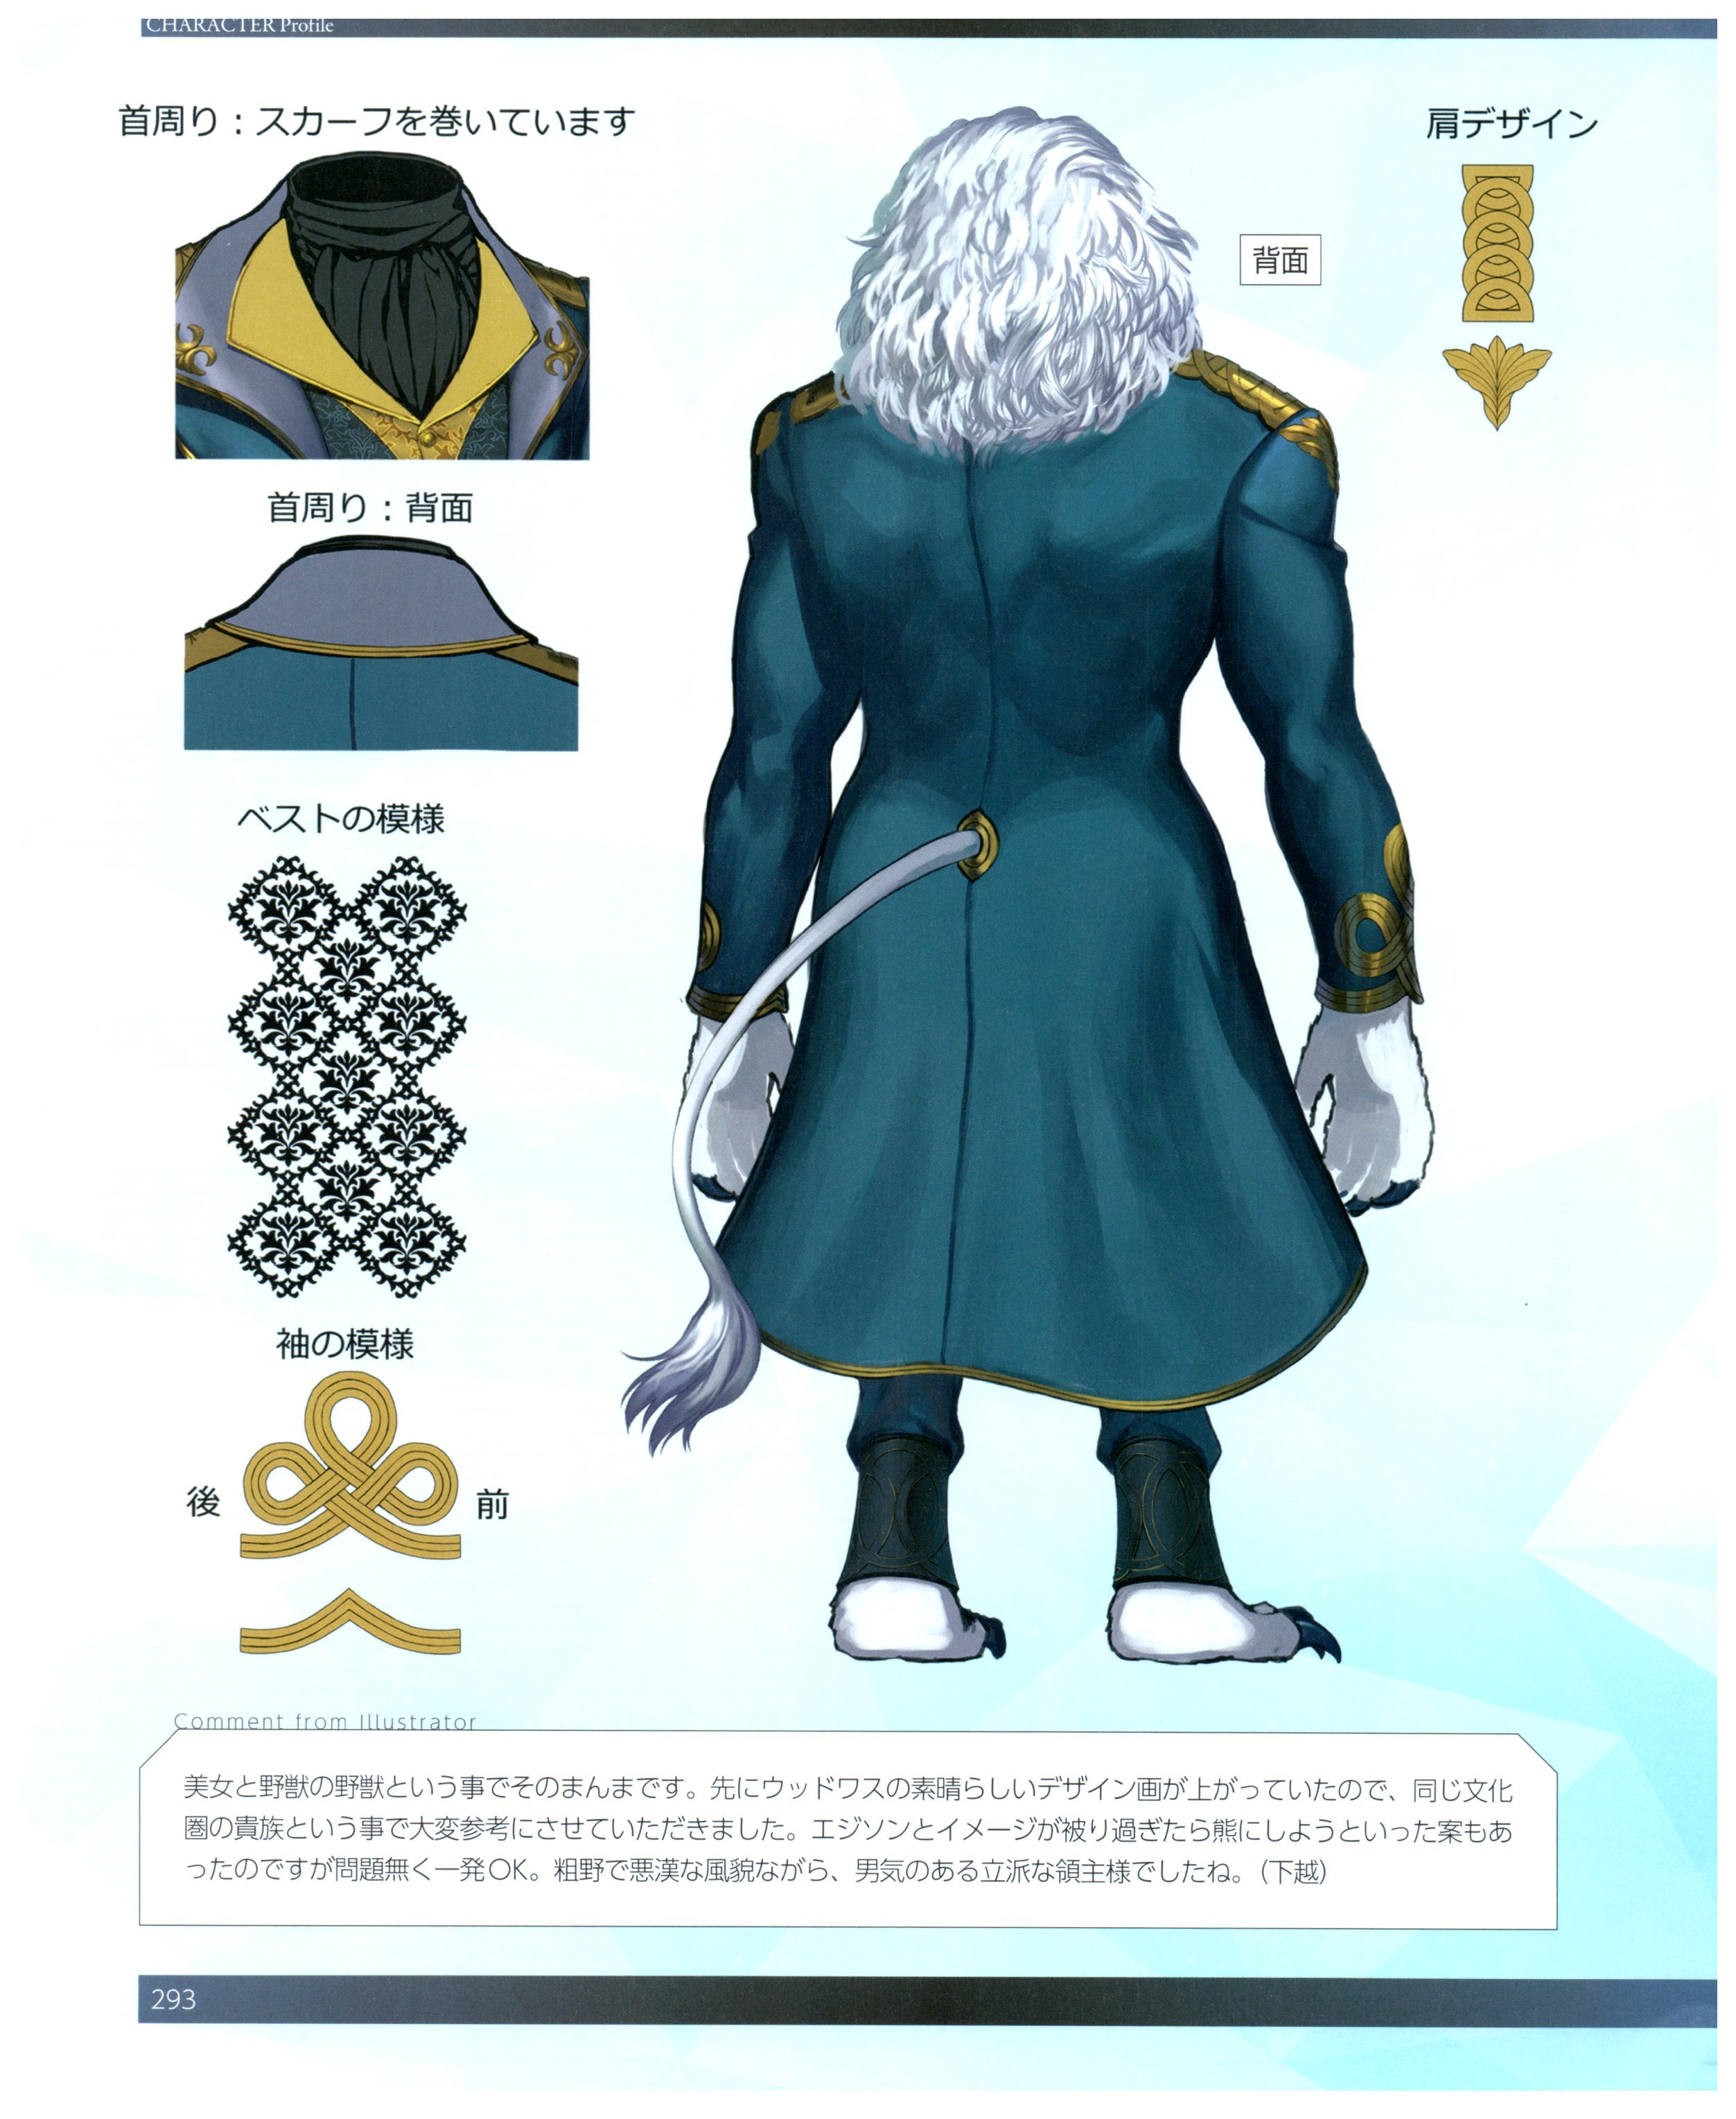 CHARACTER Profile
首周り：スカーフを巻いています
肩デザイン
背面
首周り：背面
ベストの模様
袖の模様
後
前
Comment from Illustrator
美女と野獣の野獣という事でそのまんまです。先にウッドワスの素晴らしいデザイン画が上がっていたので、同じ文化
圏の貴族という事で大変参考にさせていただきました。エジソンとイメージが被り過ぎたら熊にしようといった案もあ
ったのですが問題無く一発OK。粗野で悪漢な風貌ながら、男気のある立派な領主様でしたね。（下越）
293